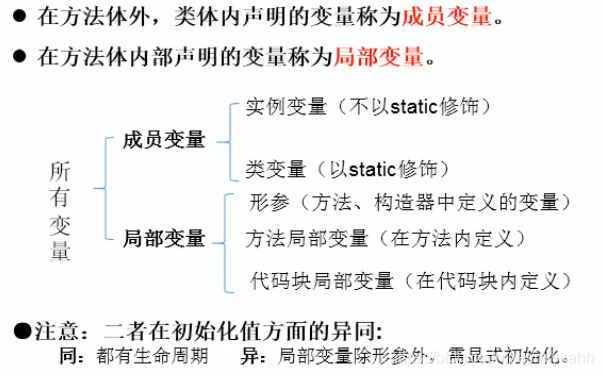 ● 在方法体外，类体内声明的变量称为成员变量。
● 在方法体内部声明的变量称为局部变量。
所有变量
成员变量
实例变量（不以static修饰）
类变量（以static修饰）
局部变量
形参（方法、构造器中定义的变量）
方法局部变量（在方法内定义）
代码块局部变量（在代码块内定义）
●注意：二者在初始化值方面的异同:
同：都有生命周期 异：局部变量除形参外，需显式初始化。